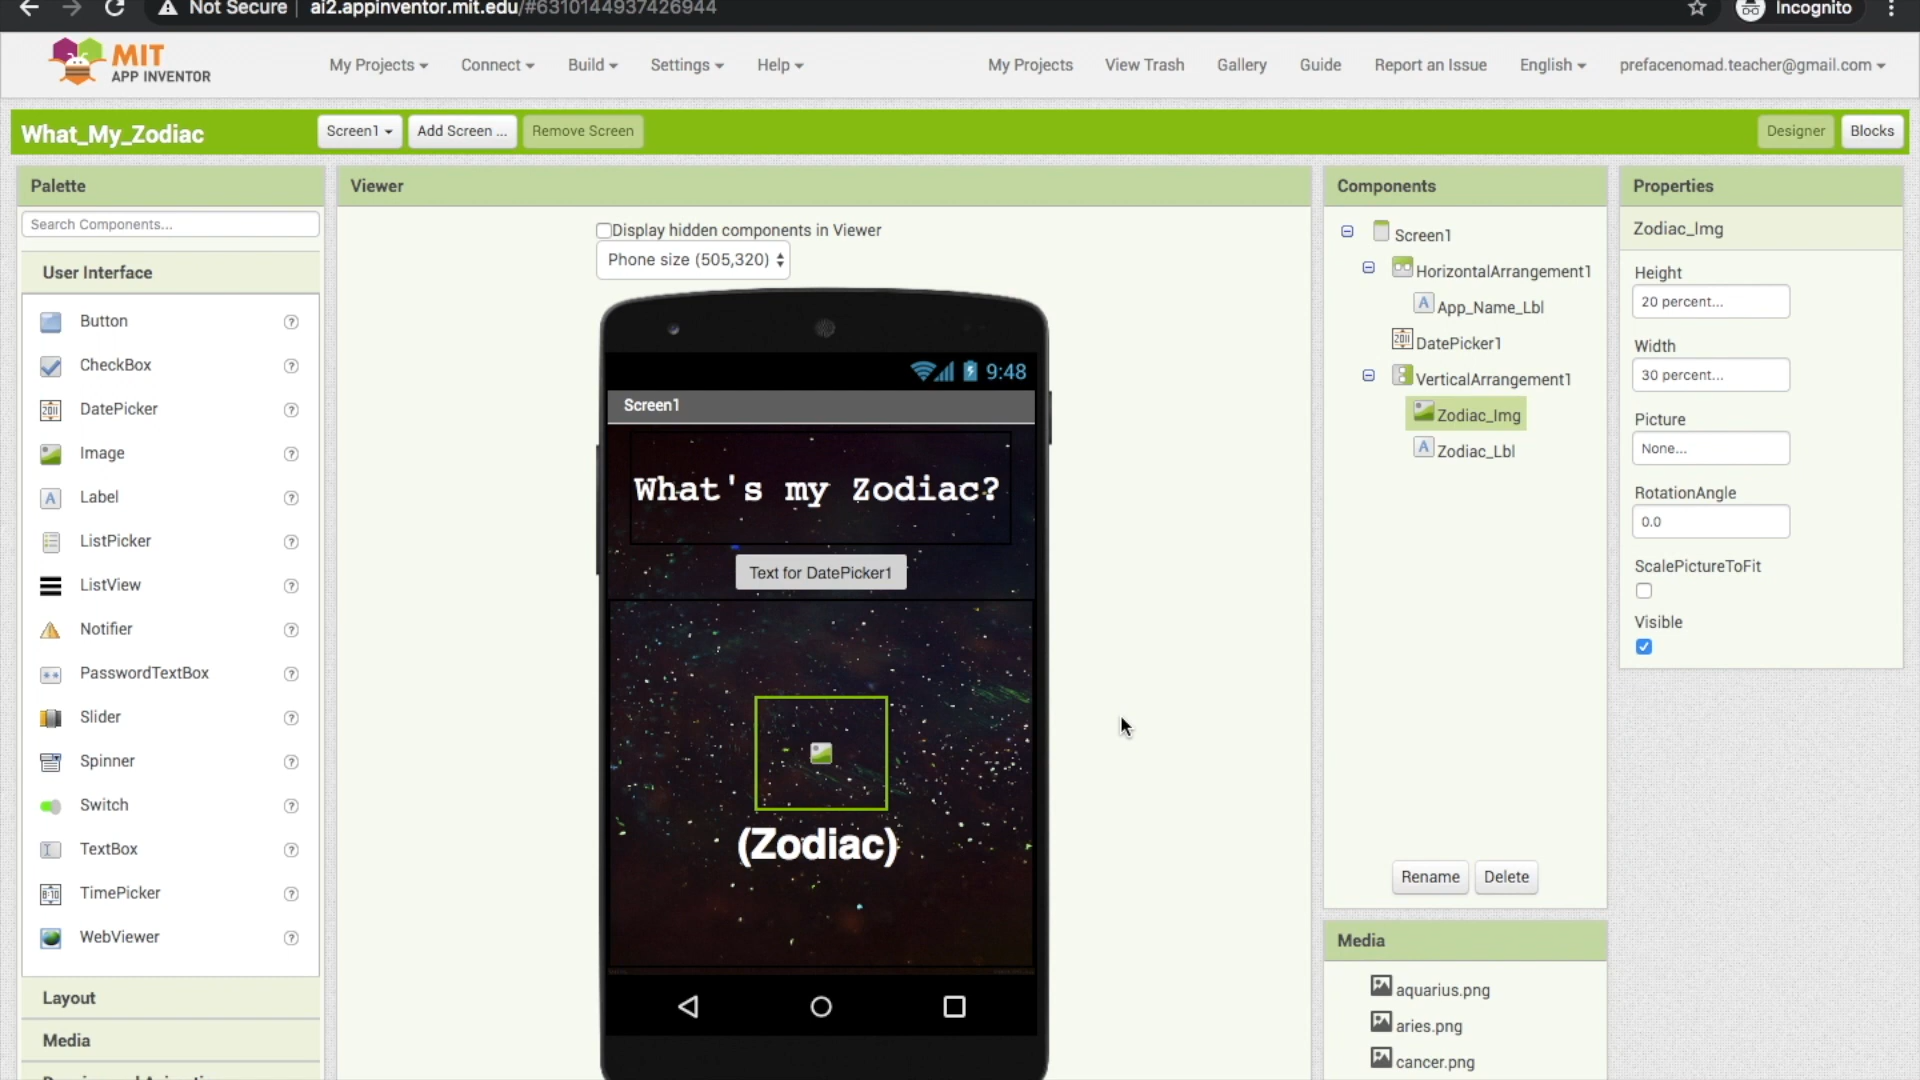 Not Secure | ai2.appinventor.mit.edu/#6310144937426944
Incognito
MIT
APP INVENTOR
My Projects
Connect
Build
Settings
Help
My Projects
View Trash
Gallery
Guide
Report an Issue
English
prefacenomad.teacher@gmail.com
What_My_Zodiac
Screen1
Add Screen ...
Remove Screen
Designer
Blocks
Palette
Search Components...
User Interface
Button
CheckBox
DatePicker
Image
Label
ListPicker
ListView
Notifier
PasswordTextBox
Slider
Spinner
Switch
TextBox
TimePicker
WebViewer
Layout
Media
Viewer
Display hidden components in Viewer
Phone size (505,320)
9:48
Screen1
What's my Zodiac?
Text for DatePicker1
(Zodiac)
Components
Screen1
HorizontalArrangement1
App_Name_Lbl
DatePicker1
VerticalArrangement1
Zodiac_Img
Zodiac_Lbl
Rename
Delete
Media
aquarius.png
aries.png
cancer.png
Properties
Zodiac_Img
Height
20 percent...
Width
30 percent...
Picture
None...
RotationAngle
0.0
ScalePictureToFit
Visible